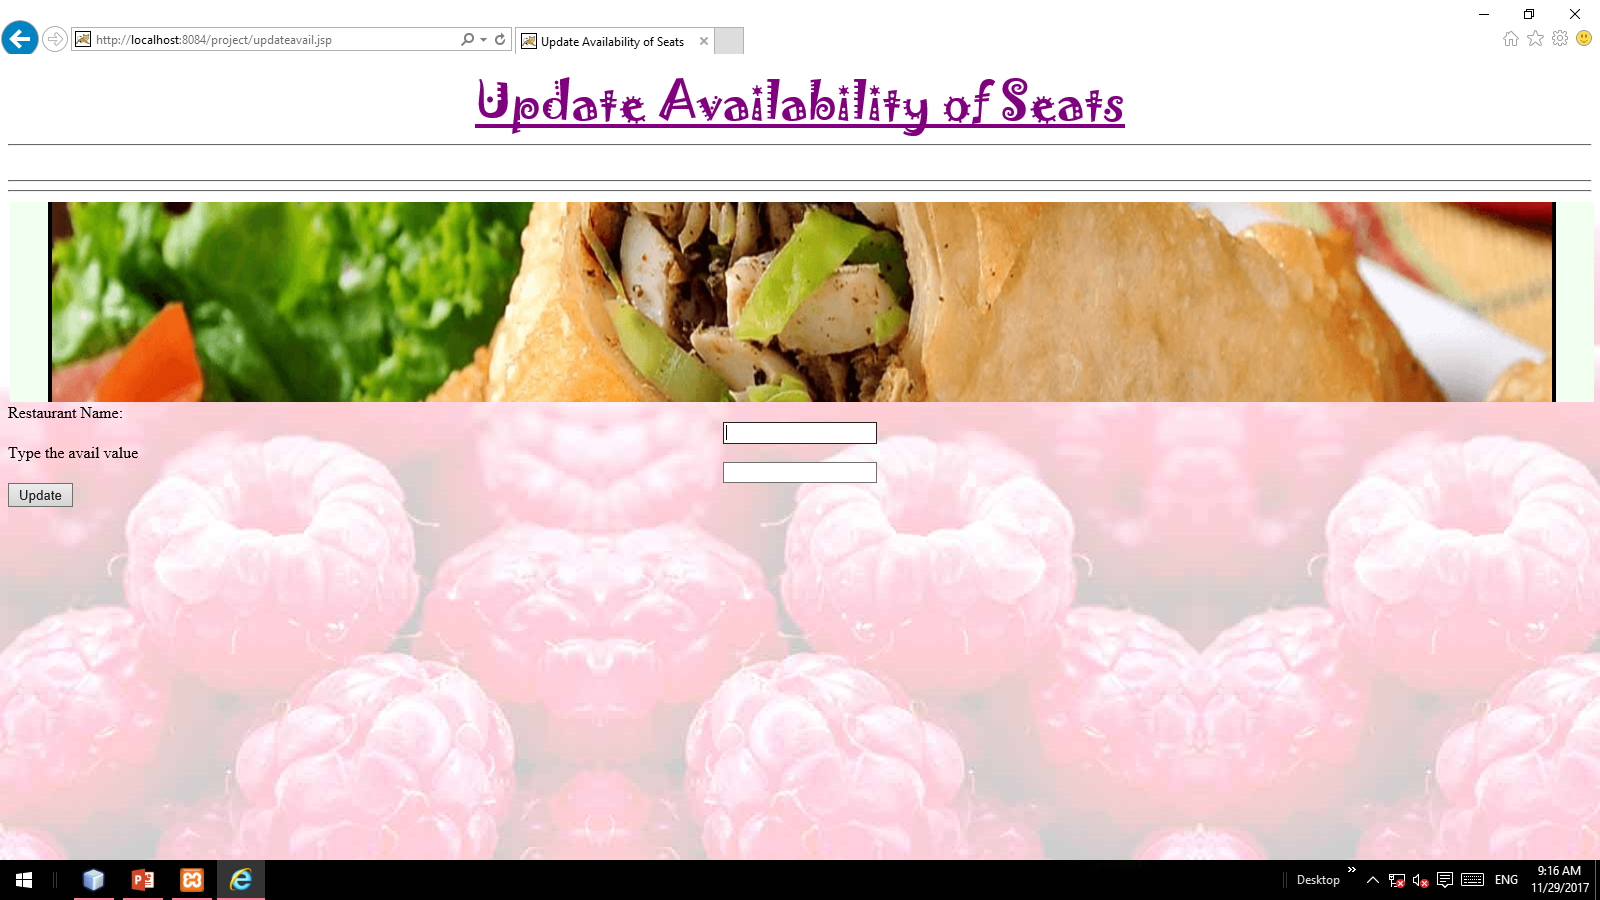 http://localhost:8084/project/updateavail.jsp
Update Availability of Seats
Update Availability of Seats
Restaurant Name:
Type the avail value
Update
Desktop
ENG
9:16 AM
11/29/2017